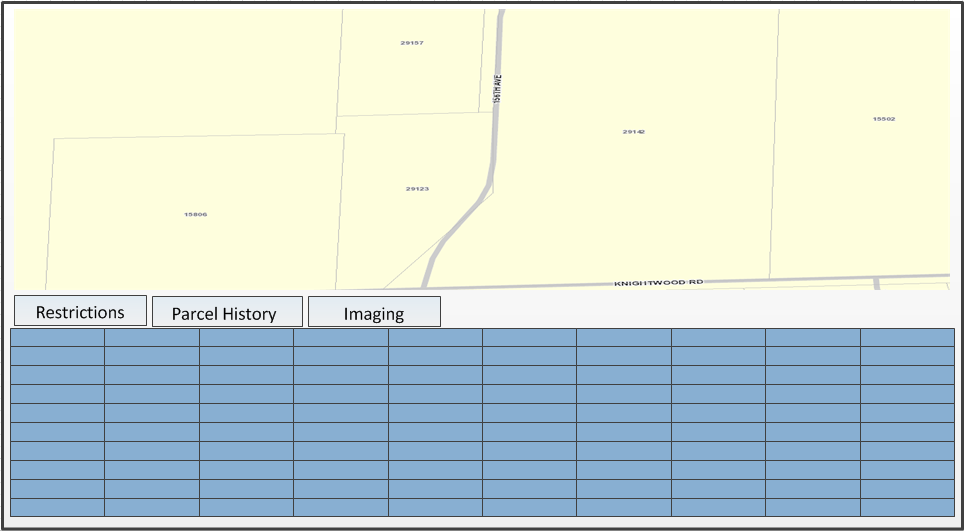 29157
156TH AVE
15502
29142
29123
15806
KNIGHTWOOD RD
Restrictions
Parcel History
Imaging